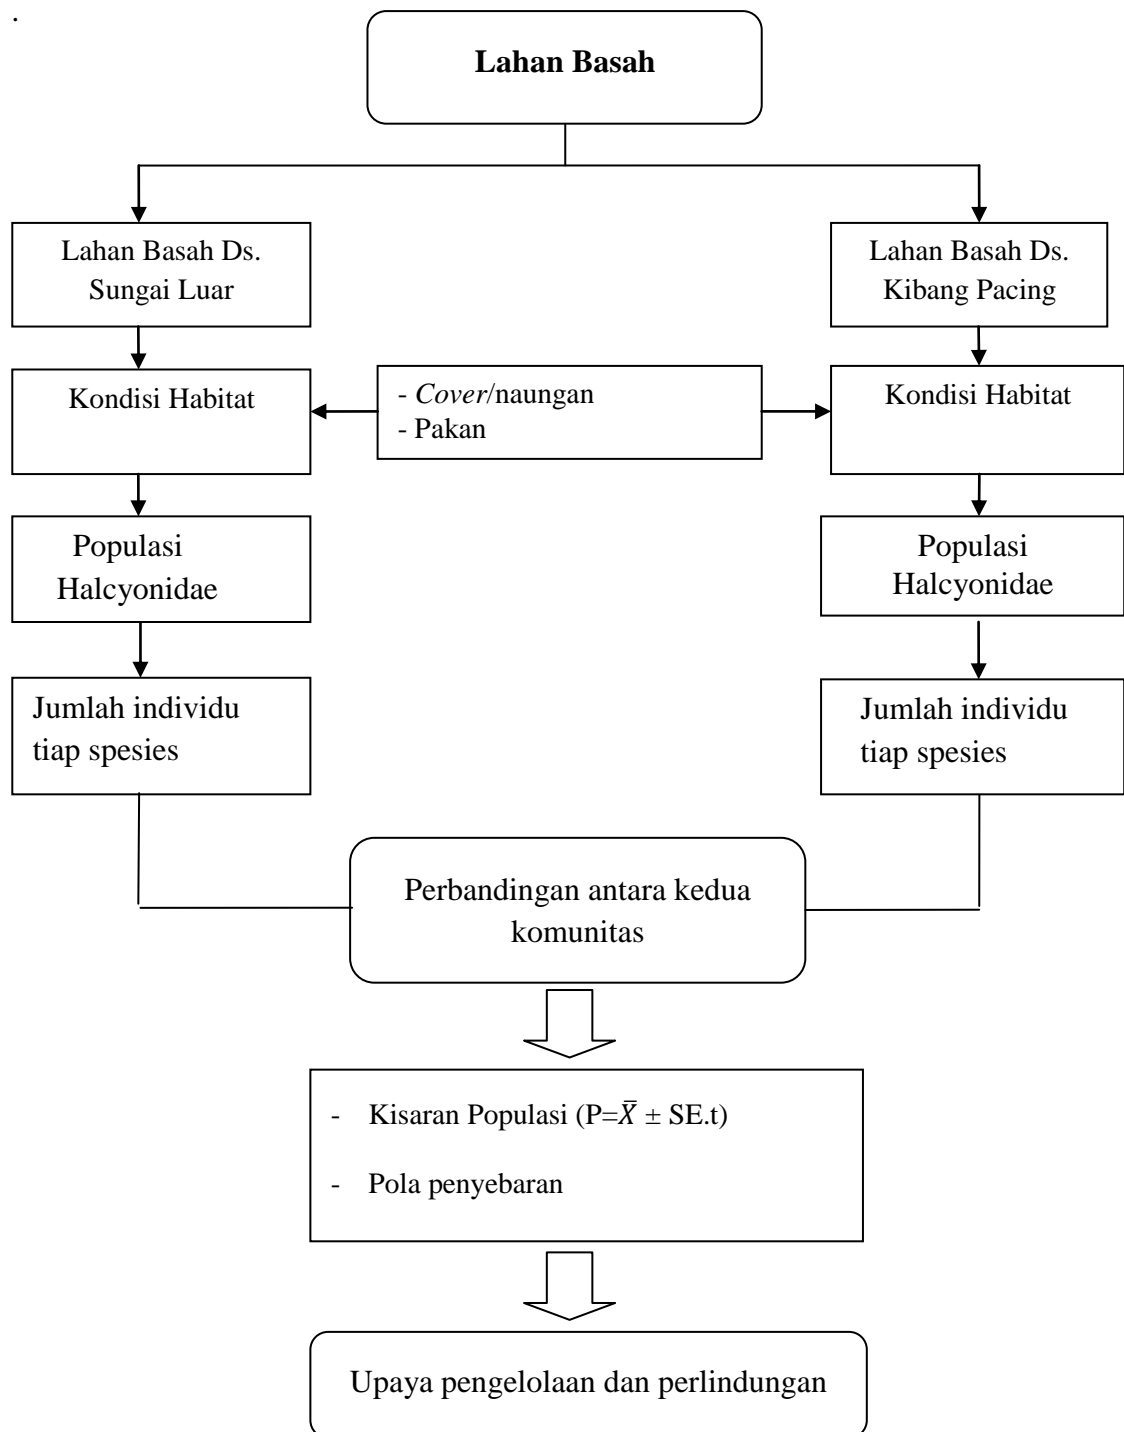 .
Lahan Basah
Lahan Basah Ds.
Sungai Luar
Lahan Basah Ds.
Kibang Pacing
Kondisi Habitat
- Cover/naungan
- Pakan
Kondisi Habitat
Populasi
Halcyonidae
Populasi
Halcyonidae
Jumlah individu
tiap spesies
Jumlah individu
tiap spesies
Perbandingan antara kedua
komunitas
- Kisaran Populasi (P=X̄ ± SE.t)
- Pola penyebaran
Upaya pengelolaan dan perlindungan